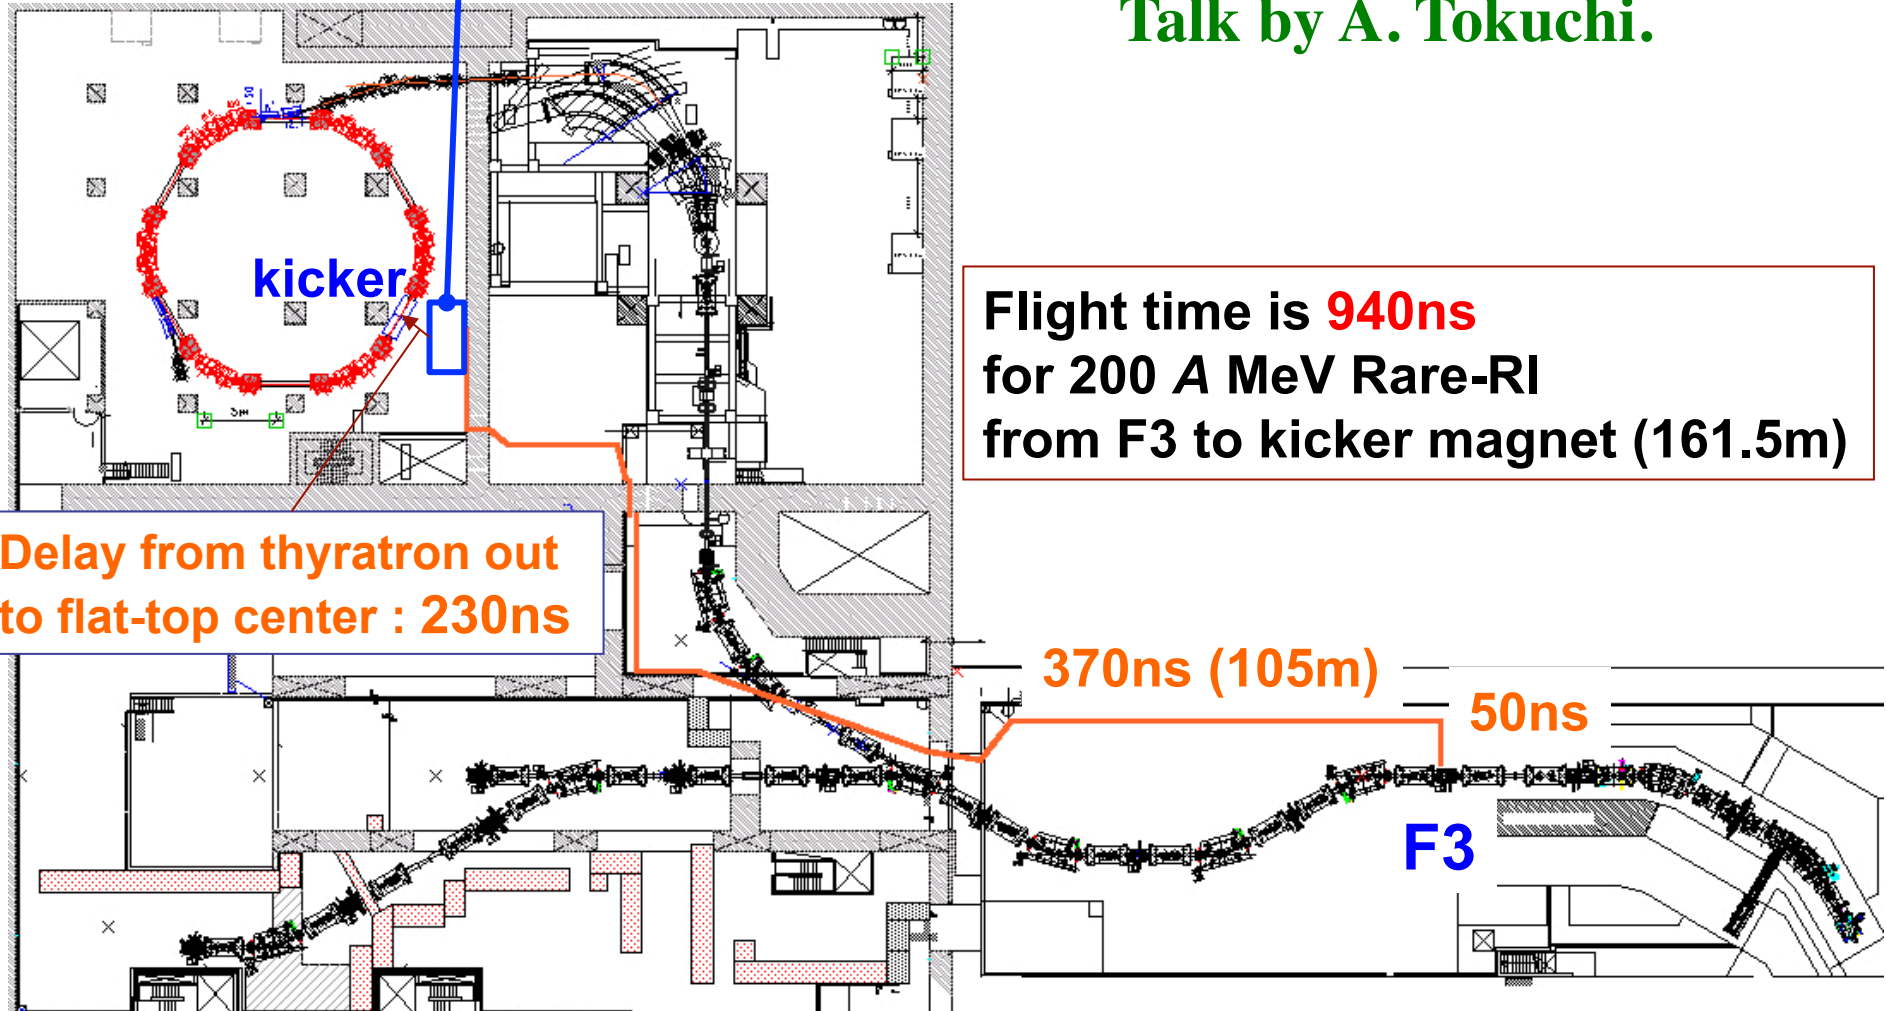 Talk by A. Tokuchi.
kicker
Flight time is 940ns
for 200 A MeV Rare-RI
from F3 to kicker magnet (161.5m)
Delay from thyratron out
to flat-top center : 230ns
370ns (105m)
50ns
F3